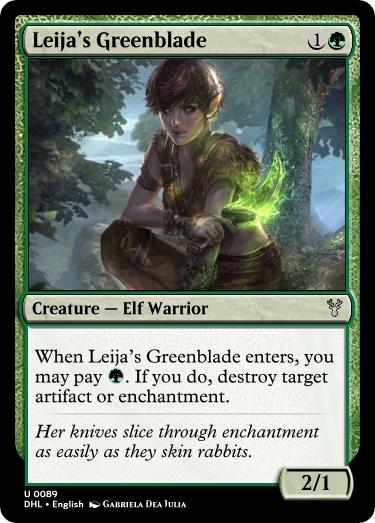 Leija's Greenblade 1
Creature — Elf Warrior
When Leija's Greenblade enters, you
may pay . If you do, destroy target
artifact or enchantment.
Her knives slice through enchantment
as easily as they skin rabbits.
2/1
U 0089
DHL • English Gabriela Dea Julia